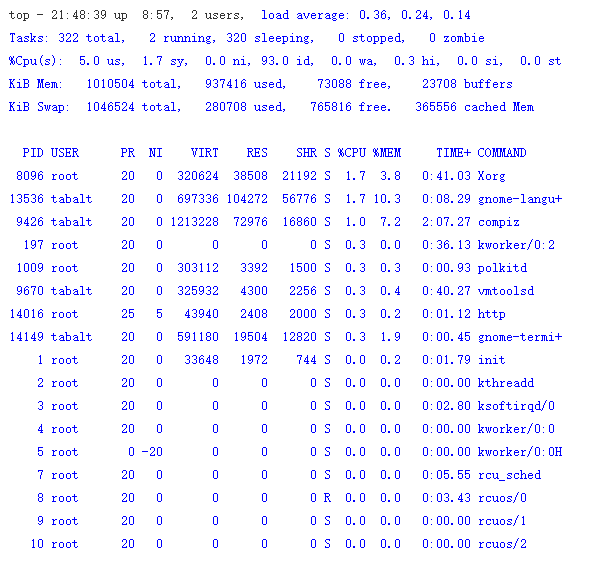 top - 21:48:39 up  8:57,  2 users,  load average: 0.36, 0.24, 0.14
Tasks: 322 total,   2 running, 320 sleeping,   0 stopped,   0 zombie
%Cpu(s):  5.0 us,  1.7 sy,  0.0 ni, 93.0 id,  0.0 wa,  0.3 hi,  0.0 si,  0.0 st
KiB Mem:   1010504 total,   937416 used,    73088 free,    23708 buffers
KiB Swap:  1046524 total,   280708 used,   765816 free.   365556 cached Mem
  PID USER      PR  NI    VIRT    RES    SHR S %CPU %MEM     TIME+ COMMAND
 8096 root      20   0  320624  38508  21192 S  1.7  3.8   0:41.03 Xorg
13536 tabalt    20   0  697336 104272  56776 S  1.7 10.3   0:08.29 gnome-langu+
 9426 tabalt    20   0 1213228  72976  16860 S  1.0  7.2   2:07.27 compiz
  197 root      20   0       0      0      0 S  0.3  0.0   0:36.13 kworker/0:2
 1009 root      20   0  303112   3392   1500 S  0.3  0.3   0:00.93 polkitd
 9670 tabalt    20   0  325932   4300   2256 S  0.3  0.4   0:40.27 vmtoolsd
14016 root      25   5   43940   2408   2000 S  0.3  0.2   0:01.12 http
14149 tabalt    20   0  591180  19504  12820 S  0.3  1.9   0:00.45 gnome-termi+
    1 root      20   0   33648   1972    744 S  0.0  0.2   0:01.79 init
    2 root      20   0       0      0      0 S  0.0  0.0   0:00.00 kthreadd
    3 root      20   0       0      0      0 S  0.0  0.0   0:02.80 ksoftirqd/0
    4 root      20   0       0      0      0 S  0.0  0.0   0:00.00 kworker/0:0
    5 root       0 -20       0      0      0 S  0.0  0.0   0:00.00 kworker/0:0H
    7 root      20   0       0      0      0 S  0.0  0.0   0:05.55 rcu_sched
    8 root      20   0       0      0      0 R  0.0  0.0   0:03.43 rcuos/0
    9 root      20   0       0      0      0 S  0.0  0.0   0:00.00 rcuos/1
   10 root      20   0       0      0      0 S  0.0  0.0   0:00.00 rcuos/2